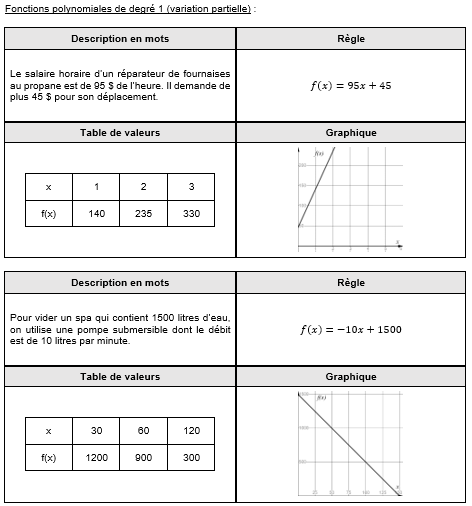 Fonctions polynomiales de degré 1 (variation partielle) :
Description en mots
Règle
Le salaire horaire d'un réparateur de fournaises
au propane est de 95 $ de l'heure. Il demande de
plus 45 $ pour son déplacement.
f(x) = 95x + 45
Table de valeurs
Graphique
x 1 2 3
f(x) 140 235 330
f(x)
x
Description en mots
Règle
Pour vider un spa qui contient 1500 litres d'eau,
on utilise une pompe submersible dont le débit
est de 10 litres par minute.
f(x) = −10x + 1500
Table de valeurs
Graphique
x 30 60 120
f(x) 1200 900 300
f(x)
x